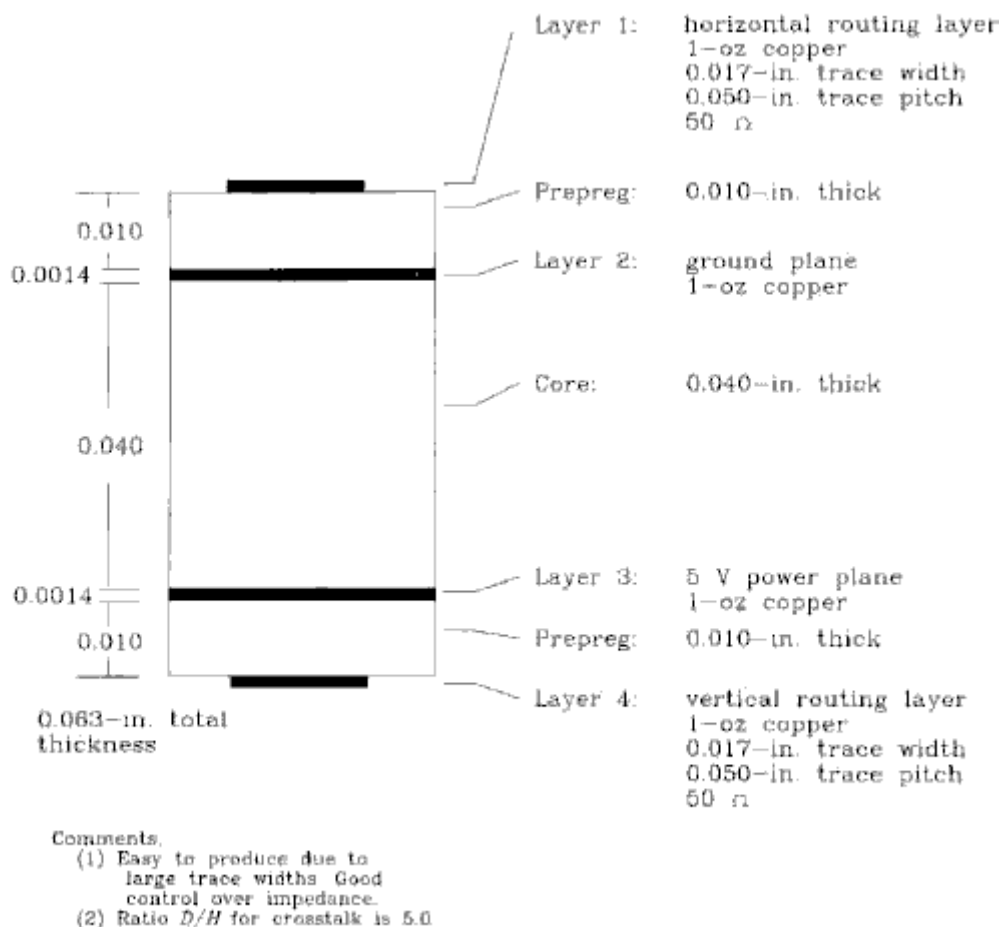 Layer 1: horizontal routing layer
1-oz copper
0.017-in. trace width
0.050-in. trace pitch
50 Ω
Prepreg: 0.010-in. thick
0.010
Layer 2: ground plane
0.0014
1-oz copper
Core: 0.040-in. thick
0.040
Layer 3: 5 V power plane
0.0014
1-oz copper
Prepreg: 0.010-in. thick
0.010
Layer 4: vertical routing layer
0.063-in. total
1-oz copper
thickness
0.017-in. trace width
0.050-in. trace pitch
50 Ω
Comments.
(1) Easy to produce due to
large trace widths Good
control over impedance.
(2) Ratio D/H for crosstalk is 5.0